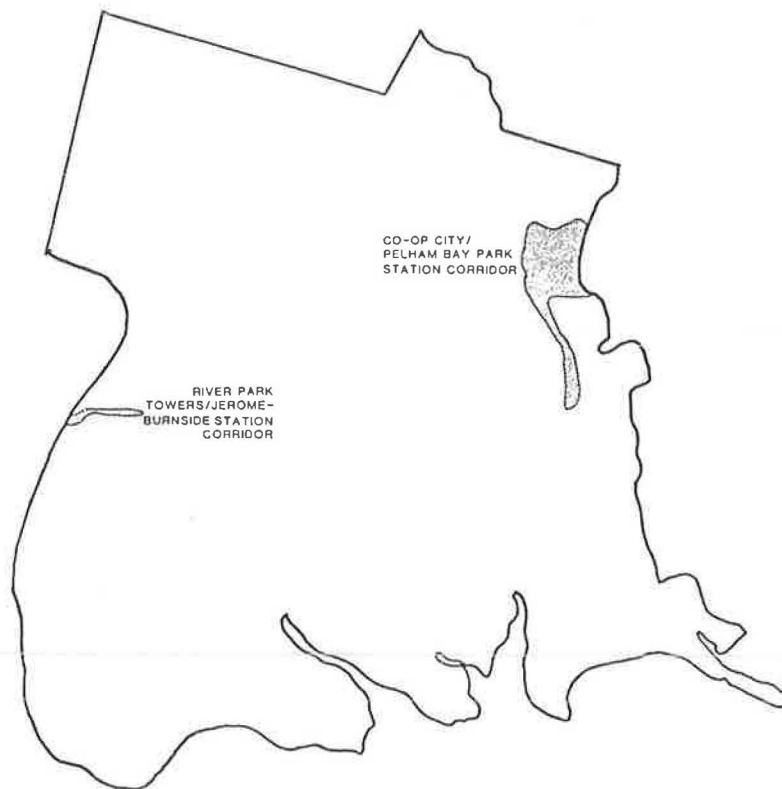 CO-OP CITY/
PELHAM BAY PARK
STATION CORRIDOR
RIVER PARK
TOWERS/JEROME-
BURNSIDE STATION
CORRIDOR